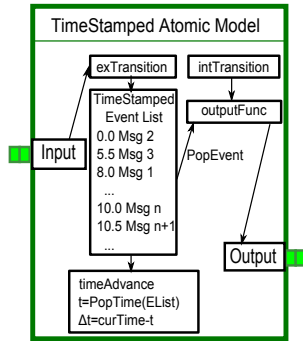 TimeStamped Atomic Model
exTransition
intTransition
TimeStamped
Event List
0.0 Msg 2
5.5 Msg 3
8.0 Msg 1
...
10.0 Msg n
10.5 Msg n+1
...
outputFunc
Input
PopEvent
Output
timeAdvance
t=PopTime(EList)
Δt=curTime-t